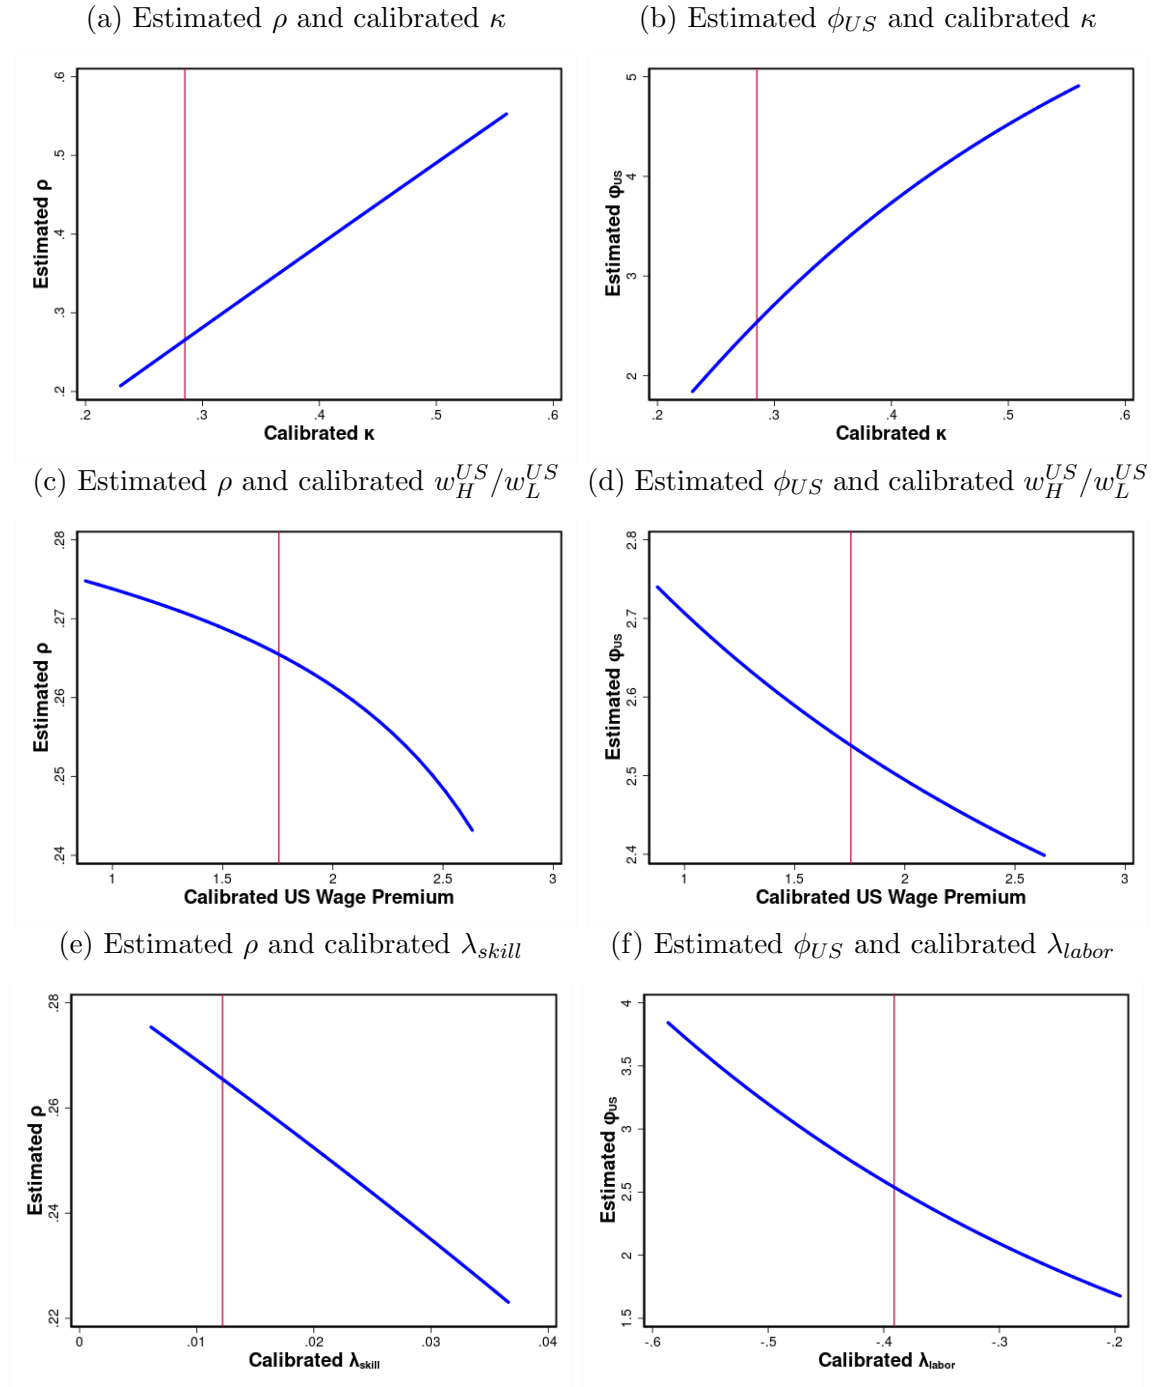 (a) Estimated ρ and calibrated κ
(b) Estimated ϕ_US and calibrated κ
.6
.5
.4
.3
.2
Estimated ρ
.2 .3 .4 .5 .6
Calibrated κ
5
4
3
2
Estimated φ_US
.2 .3 .4 .5 .6
Calibrated κ
(c) Estimated ρ and calibrated w_H^US/w_L^US
(d) Estimated ϕ_US and calibrated w_H^US/w_L^US
.28
.27
.26
.25
.24
Estimated ρ
1 1.5 2 2.5 3
Calibrated US Wage Premium
2.8
2.7
2.6
2.5
2.4
Estimated φ_US
1 1.5 2 2.5 3
Calibrated US Wage Premium
(e) Estimated ρ and calibrated λ_skill
(f) Estimated ϕ_US and calibrated λ_labor
.28
.26
.24
.22
Estimated ρ
0 .01 .02 .03 .04
Calibrated λ_skill
4
3.5
3
2.5
2
1.5
Estimated φ_US
-.6 -.5 -.4 -.3 -.2
Calibrated λ_labor